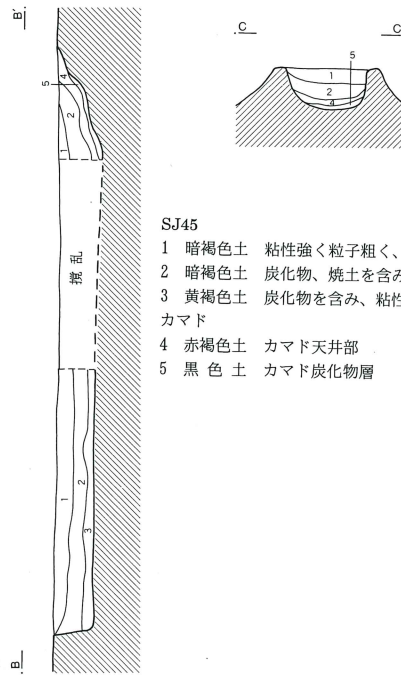 B'
5
4
2
1
攪乱
1
2
3
B
C
C
5
1
2
4
SJ45
1 暗褐色土 粘性強く粒子粗く、
2 暗褐色土 炭化物、焼土を含み
3 黄褐色土 炭化物を含み、粘性
カマド
4 赤褐色土 カマド天井部
5 黒色土 カマド炭化物層